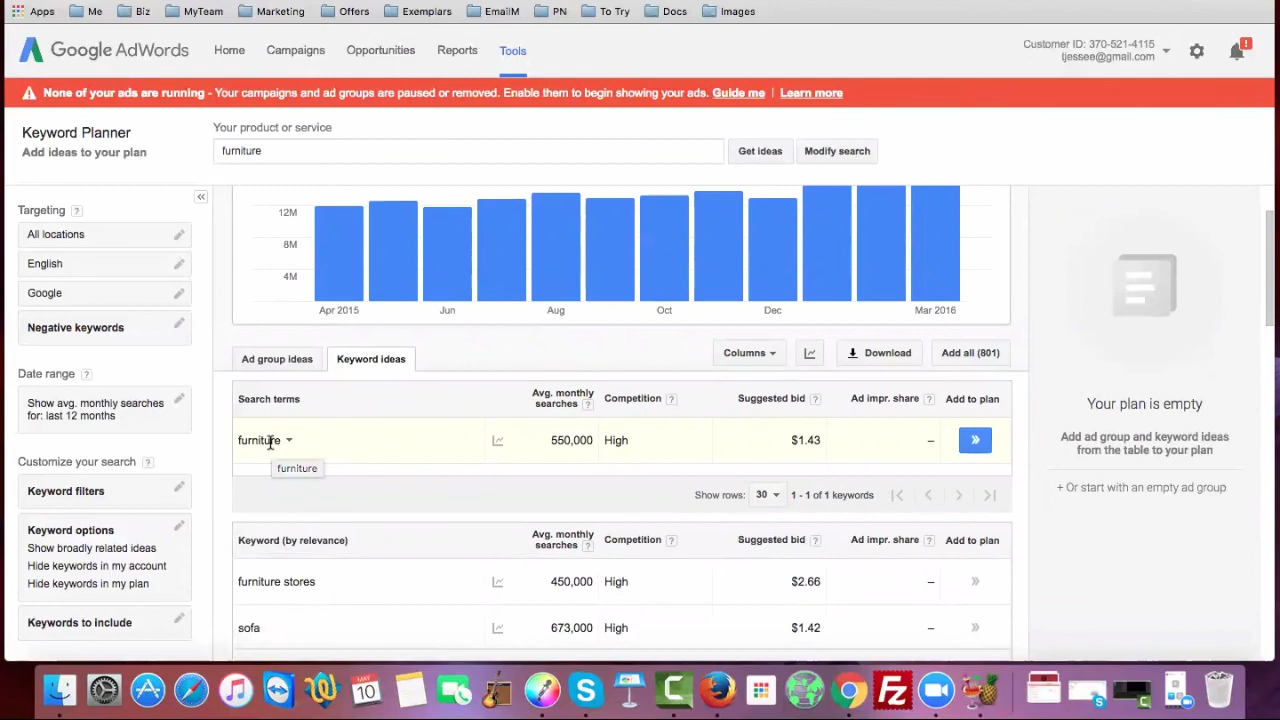 Apps Me Biz MyTeam Marketing Offers Exemplars EmailM PN To Try Docs Images
Google AdWords Home Campaigns Opportunities Reports Tools
Customer ID: 370-521-4115
tjessee@gmail.com
!
None of your ads are running - Your campaigns and ad groups are paused or removed. Enable them to begin showing your ads. Guide me | Learn more
Keyword Planner
Add ideas to your plan
Your product or service
furniture
Get ideas
Modify search
«
Targeting ?
All locations
English
Google
Negative keywords
Date range ?
Show avg. monthly searches
for: last 12 months
Customize your search ?
Keyword filters
Keyword options
Show broadly related ideas
Hide keywords in my account
Hide keywords in my plan
Keywords to include
12M
8M
4M
Apr 2015 Jun Aug Oct Dec Mar 2016
Ad group ideas Keyword ideas
Columns Download Add all (801)
Search terms Avg. monthly searches ? Competition ? Suggested bid ? Ad impr. share ? Add to plan
furniture 550,000 High $1.43 – »
furniture
Show rows: 30 1 - 1 of 1 keywords
Keyword (by relevance) Avg. monthly searches ? Competition ? Suggested bid ? Ad impr. share ? Add to plan
furniture stores 450,000 High $2.66 – »
sofa 673,000 High $1.42 – »
Your plan is empty
Add ad group and keyword ideas
from the table to your plan
+ Or start with an empty ad group
MAY
10
S
C
Fz